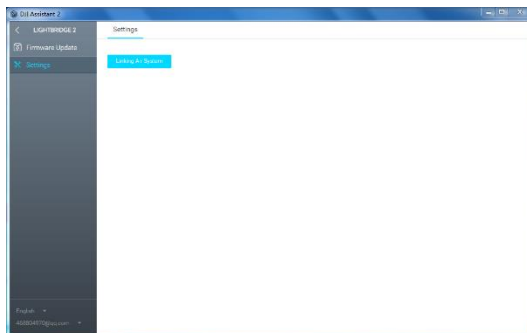 DJI Assistant 2
LIGHTBRIDGE 2
Settings
Firmware Update
Settings
Linking Air System
English